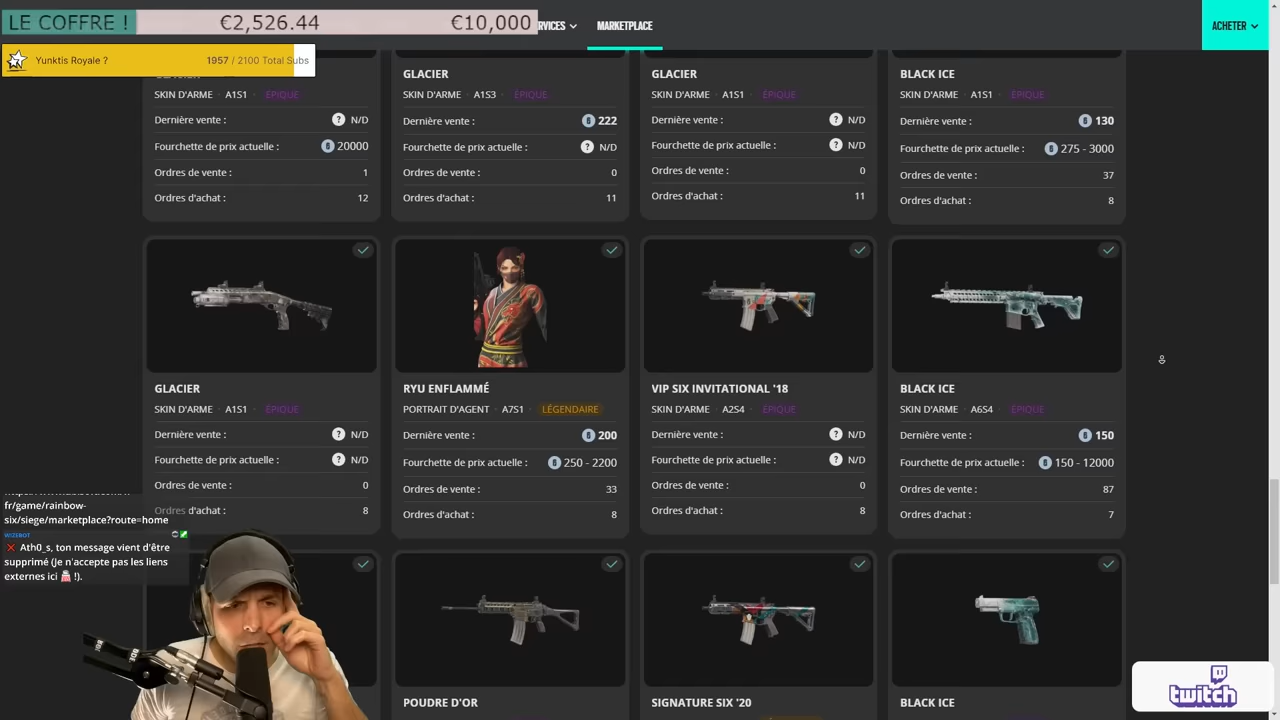 LE COFFRE !
€2,526.44
€10,000
RVICES
MARKETPLACE
ACHETER
Yunktis Royale ?
1957 / 2100 Total Subs
GLACIER
SKIN D'ARME · A1S1 · ÉPIQUE
Dernière vente : ? N/D
Fourchette de prix actuelle : 20000
Ordres de vente : 1
Ordres d'achat : 12
GLACIER
SKIN D'ARME · A1S3 · ÉPIQUE
Dernière vente : 222
Fourchette de prix actuelle : ? N/D
Ordres de vente : 0
Ordres d'achat : 11
GLACIER
SKIN D'ARME · A1S1 · ÉPIQUE
Dernière vente : ? N/D
Fourchette de prix actuelle : ? N/D
Ordres de vente : 0
Ordres d'achat : 11
BLACK ICE
SKIN D'ARME · A1S1 · ÉPIQUE
Dernière vente : 130
Fourchette de prix actuelle : 275 - 3000
Ordres de vente : 37
Ordres d'achat : 8
GLACIER
SKIN D'ARME · A1S1 · ÉPIQUE
Dernière vente : ? N/D
Fourchette de prix actuelle : ? N/D
Ordres de vente : 0
Ordres d'achat : 8
RYU ENFLAMMÉ
PORTRAIT D'AGENT · A7S1 · LÉGENDAIRE
Dernière vente : 200
Fourchette de prix actuelle : 250 - 2200
Ordres de vente : 33
Ordres d'achat : 8
VIP SIX INVITATIONAL '18
SKIN D'ARME · A2S4 · ÉPIQUE
Dernière vente : ? N/D
Fourchette de prix actuelle : ? N/D
Ordres de vente : 0
Ordres d'achat : 8
BLACK ICE
SKIN D'ARME · A6S4 · ÉPIQUE
Dernière vente : 150
Fourchette de prix actuelle : 150 - 12000
Ordres de vente : 87
Ordres d'achat : 7
fr/game/rainbow-
six/siege/marketplace?route=home
WIZEBOT
Ath0_s, ton message vient d'être
supprimé (Je n'accepte pas les liens
externes ici !).
POUDRE D'OR
SIGNATURE SIX '20
BLACK ICE
twitch